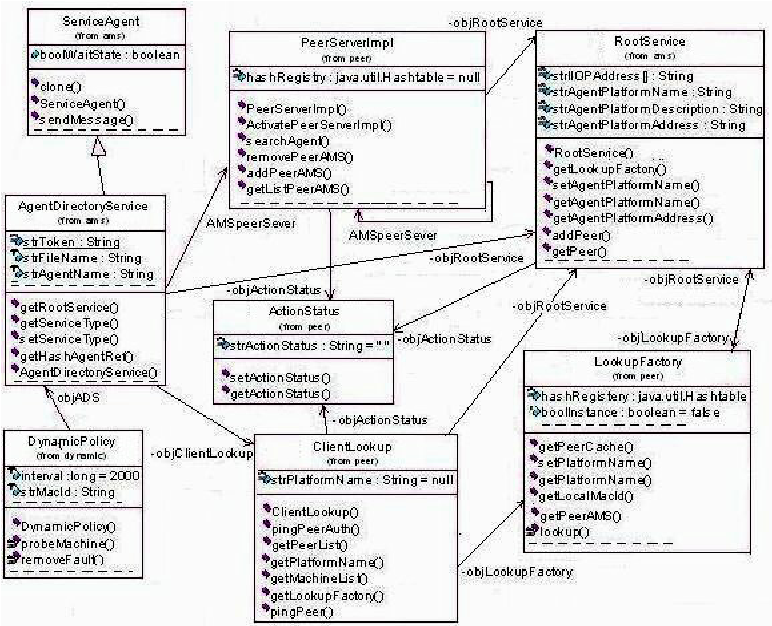 ServiceAgent
(from ams)
boolWaitState : boolean
clone()
ServiceAgent()
sendMessage()
PeerServerImpl
(from peer)
hashRegistry : java.util.Hashtable = null
PeerServerImpl()
ActivatePeerServerImpl()
searchAgent()
removePeerAMS()
addPeerAMS()
getListPeerAMS()
-objRootService
RootService
(from ams)
strIIOPAddress [] : String
strAgentPlatformName : String
strAgentPlatformDescription : String
strAgentPlatformAddress : String
RootService()
getLookupFactory()
setAgentPlatformName()
getAgentPlatformName()
getAgentPlatformAddress()
addPeer()
getPeer()
AgentDirectoryService
(from ams)
strToken : String
strFileName : String
strAgentName : String
getRootService()
getServiceType()
setServiceType()
getHashAgentRef()
AgentDirectoryService()
AMSpeerSever
AMSpeerSever
-objRootService
-objActionStatus
-objRootService
-objRootService
ActionStatus
(from peer)
strActionStatus : String = ""
setActionStatus()
getActionStatus()
-objActionStatus
-objLookupFactory
LookupFactory
(from peer)
hashRegistery : java.util.Hashtable
boolInstance : boolean = false
getPeerCache()
setPlatformName()
getPlatformName()
getLocalMacId()
getPeerAMS()
lookup()
objADS
-objActionStatus
-objClientLookup
DynamicPolicy
(from dynamic)
interval :long = 2000
strMacId : String
DynamicPolicy()
probeMachine()
removeFault()
ClientLookup
(from peer)
strPlatformName : String = null
ClientLookup()
pingPeerAuth()
getPeerList()
getPlatformName()
getMachineList()
getLookupFactory()
pingPeer()
-objLookupFactory